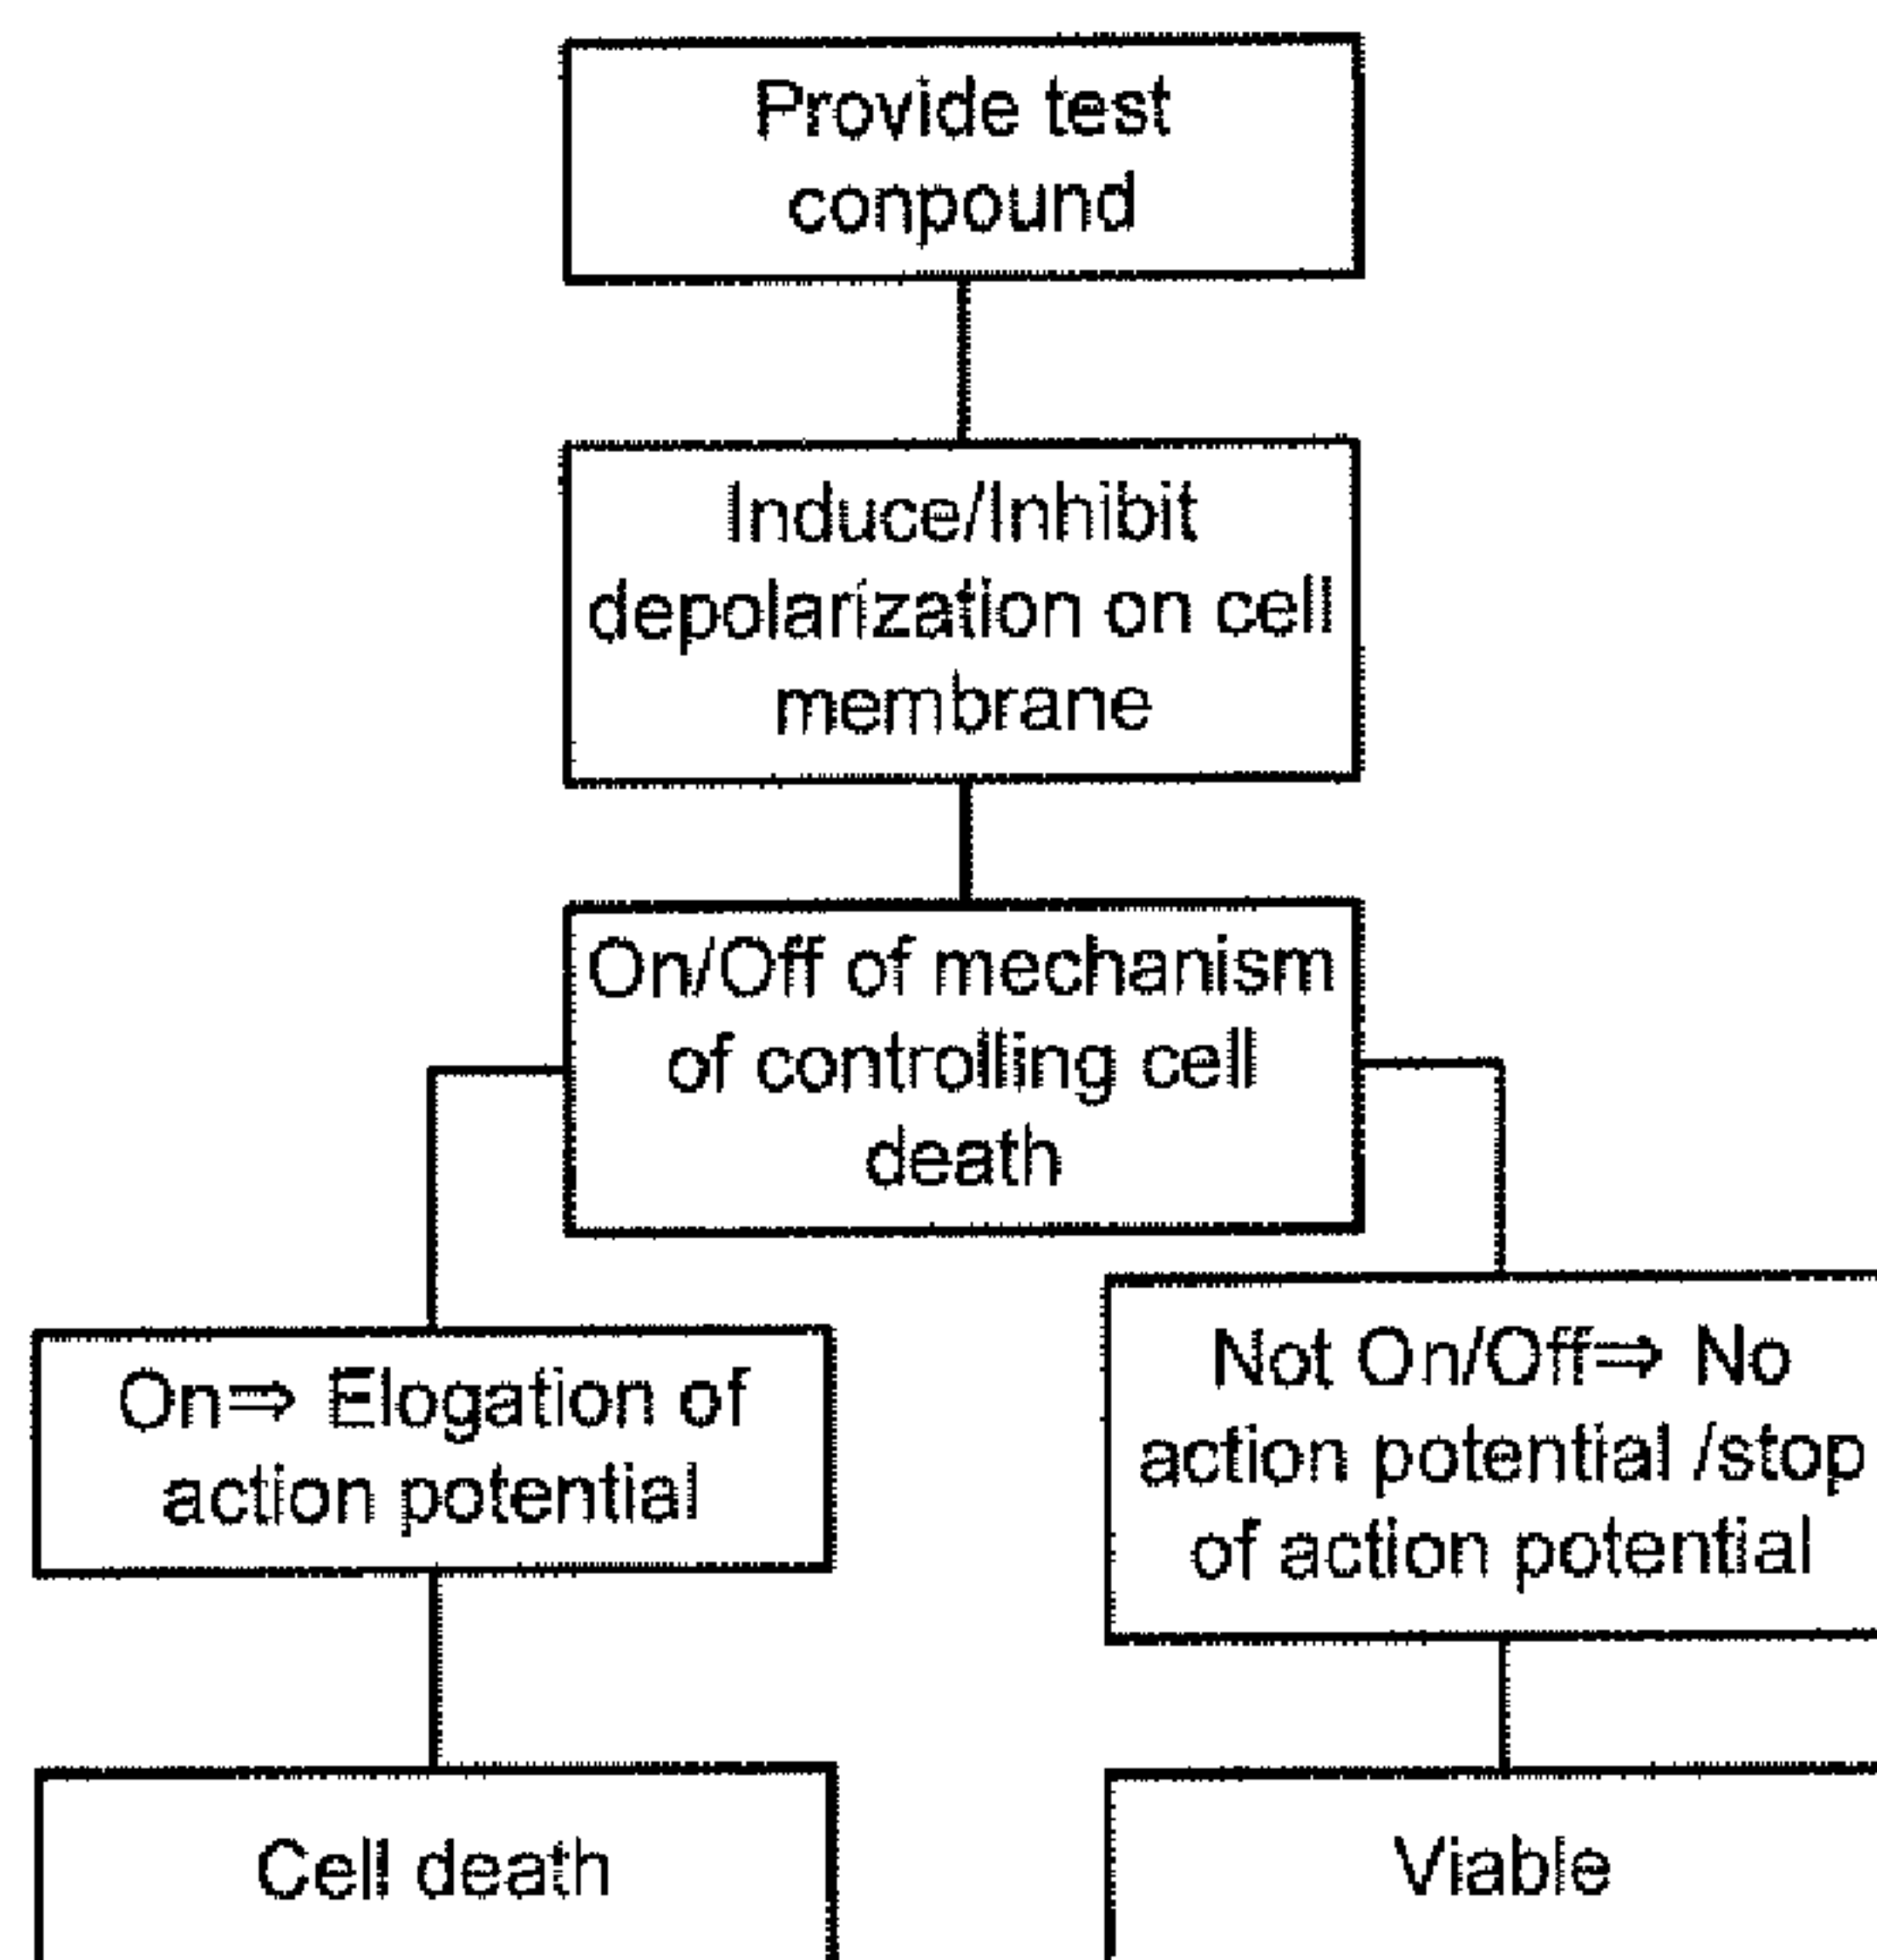 Provide test
conpound
Induce/Inhibit
depolarization on cell
membrane
On/Off of mechanism
of controlling cell
death
On⇒ Elogation of
action potential
Not On/Off⇒ No
action potential /stop
of action potential
Cell death
Viable